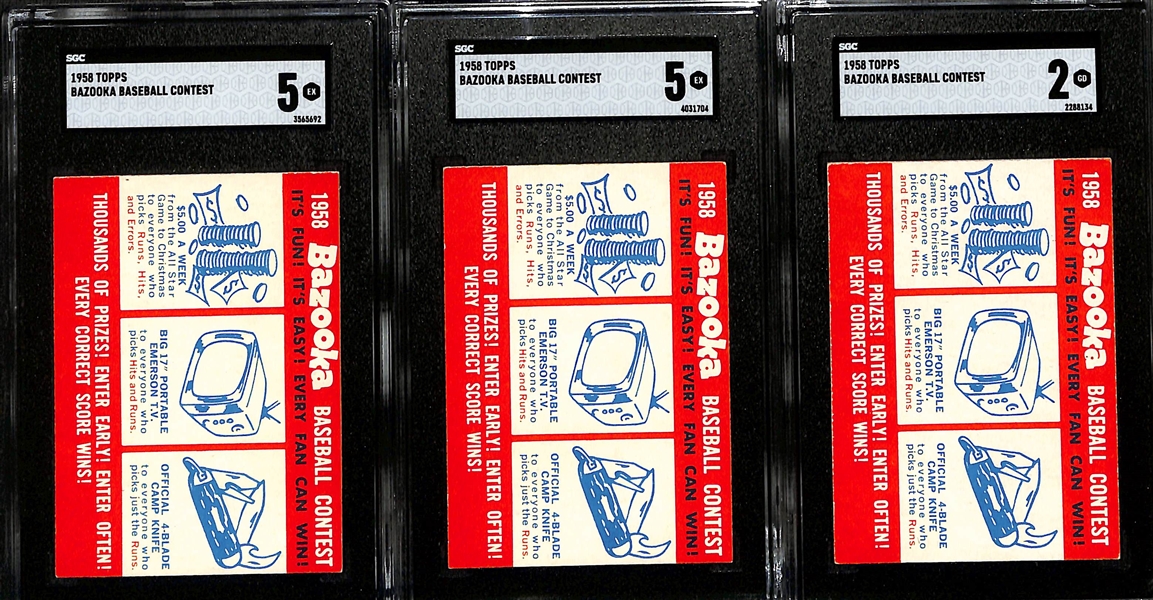 SGC
1958 TOPPS
BAZOOKA BASEBALL CONTEST
5 EX
3565692
1958 Bazooka BASEBALL CONTEST
IT'S FUN! IT'S EASY! EVERY FAN CAN WIN!
$5.00 A WEEK
from the All Star
Game to Christmas
to everyone who
picks Runs, Hits,
and Errors.
BIG 17" PORTABLE
EMERSON T.V.
to everyone who
picks Hits and Runs.
OFFICIAL 4-BLADE
CAMP KNIFE
to everyone who
picks just the Runs.
THOUSANDS OF PRIZES! ENTER EARLY! ENTER OFTEN!
EVERY CORRECT SCORE WINS!
SGC
1958 TOPPS
BAZOOKA BASEBALL CONTEST
5 EX
4031704
1958 Bazooka BASEBALL CONTEST
IT'S FUN! IT'S EASY! EVERY FAN CAN WIN!
$5.00 A WEEK
from the All Star
Game to Christmas
to everyone who
picks Runs, Hits,
and Errors.
BIG 17" PORTABLE
EMERSON T.V.
to everyone who
picks Hits and Runs.
OFFICIAL 4-BLADE
CAMP KNIFE
to everyone who
picks just the Runs.
THOUSANDS OF PRIZES! ENTER EARLY! ENTER OFTEN!
EVERY CORRECT SCORE WINS!
SGC
1958 TOPPS
BAZOOKA BASEBALL CONTEST
2 GD
2288134
1958 Bazooka BASEBALL CONTEST
IT'S FUN! IT'S EASY! EVERY FAN CAN WIN!
$5.00 A WEEK
from the All Star
Game to Christmas
to everyone who
picks Runs, Hits,
and Errors.
BIG 17" PORTABLE
EMERSON T.V.
to everyone who
picks Hits and Runs.
OFFICIAL 4-BLADE
CAMP KNIFE
to everyone who
picks just the Runs.
THOUSANDS OF PRIZES! ENTER EARLY! ENTER OFTEN!
EVERY CORRECT SCORE WINS!